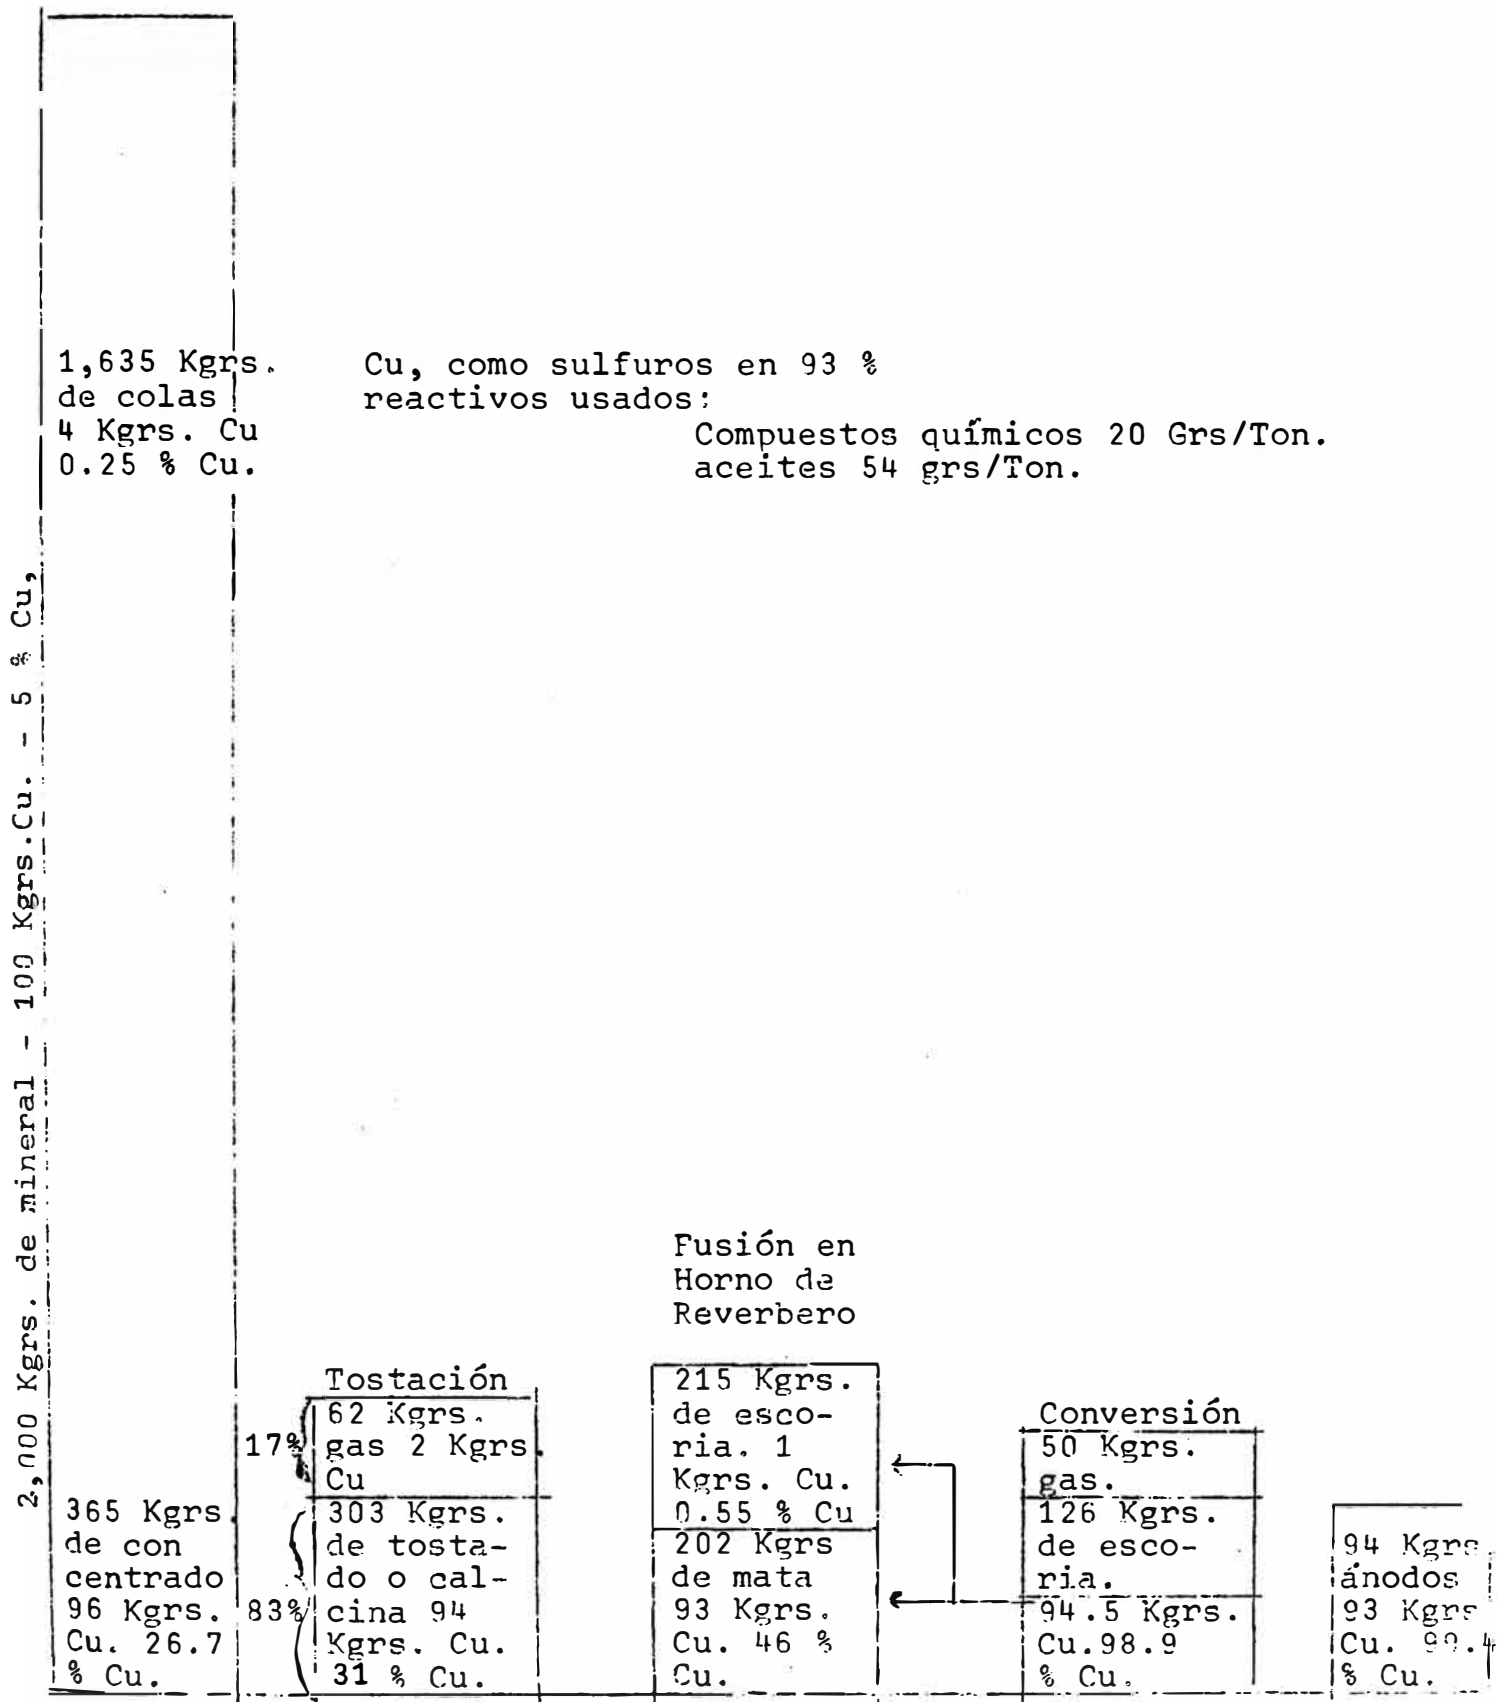 2,000 Kgrs. de mineral - 100 Kgrs.Cu. - 5 % Cu,
1,635 Kgrs.
de colas
4 Kgrs. Cu
0.25 % Cu.
Cu, como sulfuros en 93 %
reactivos usados:
Compuestos químicos 20 Grs/Ton.
aceites 54 grs/Ton.
365 Kgrs.
de con
centrado
96 Kgrs.
Cu. 26.7
% Cu.
17%
83%
Tostación
62 Kgrs.
gas 2 Kgrs.
Cu
303 Kgrs.
de tosta-
do o cal-
cina 94
Kgrs. Cu.
31 % Cu.
Fusión en
Horno de
Reverbero
215 Kgrs.
de esco-
ria. 1
Kgrs. Cu.
0.55 % Cu
202 Kgrs
de mata
93 Kgrs.
Cu. 46 %
Cu.
Conversión
50 Kgrs.
gas.
126 Kgrs.
de esco-
ria.
94.5 Kgrs.
Cu.98.9
% Cu.
94 Kgrs.
ánodos
93 Kgrs
Cu. 99.4
% Cu.